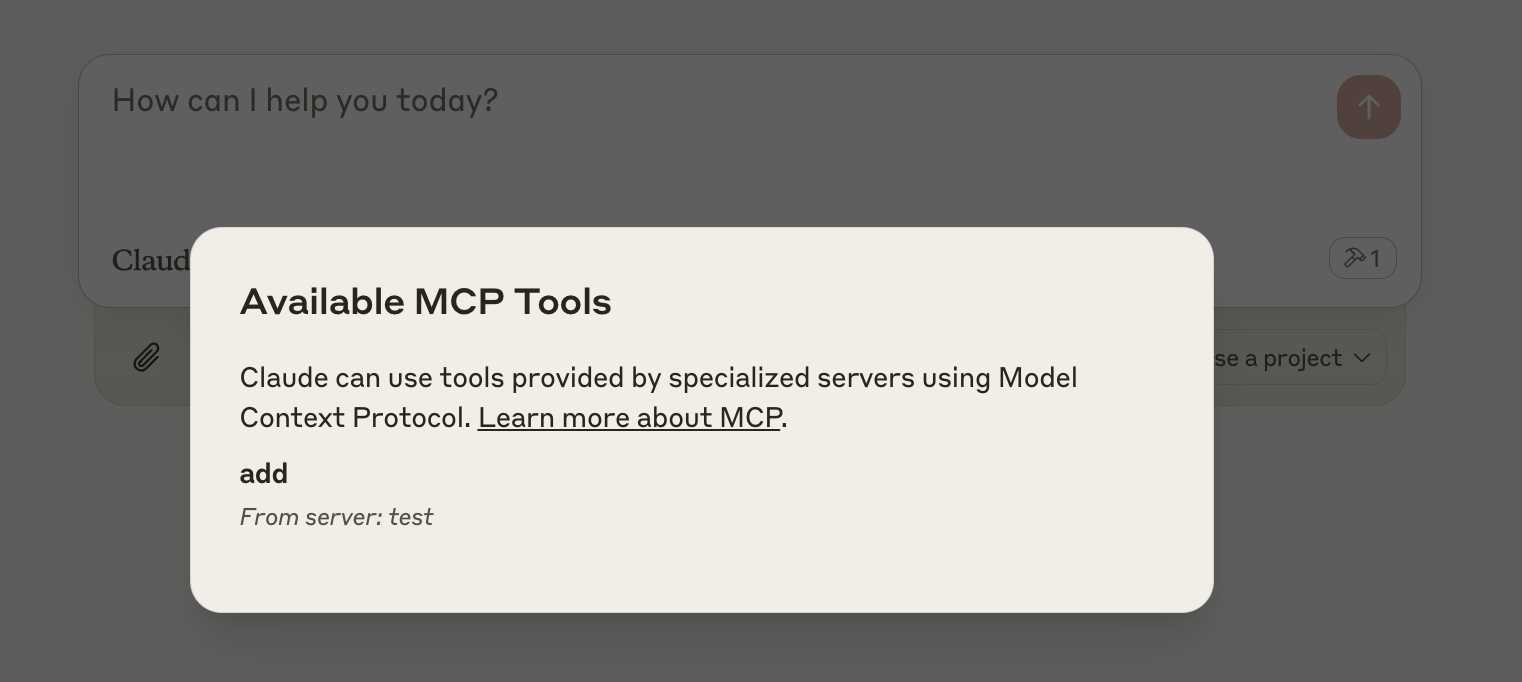 How can I help you today?
Claud
1
Available MCP Tools
Claude can use tools provided by specialized servers using Model
Context Protocol. Learn more about MCP.
se a project
add
From server: test